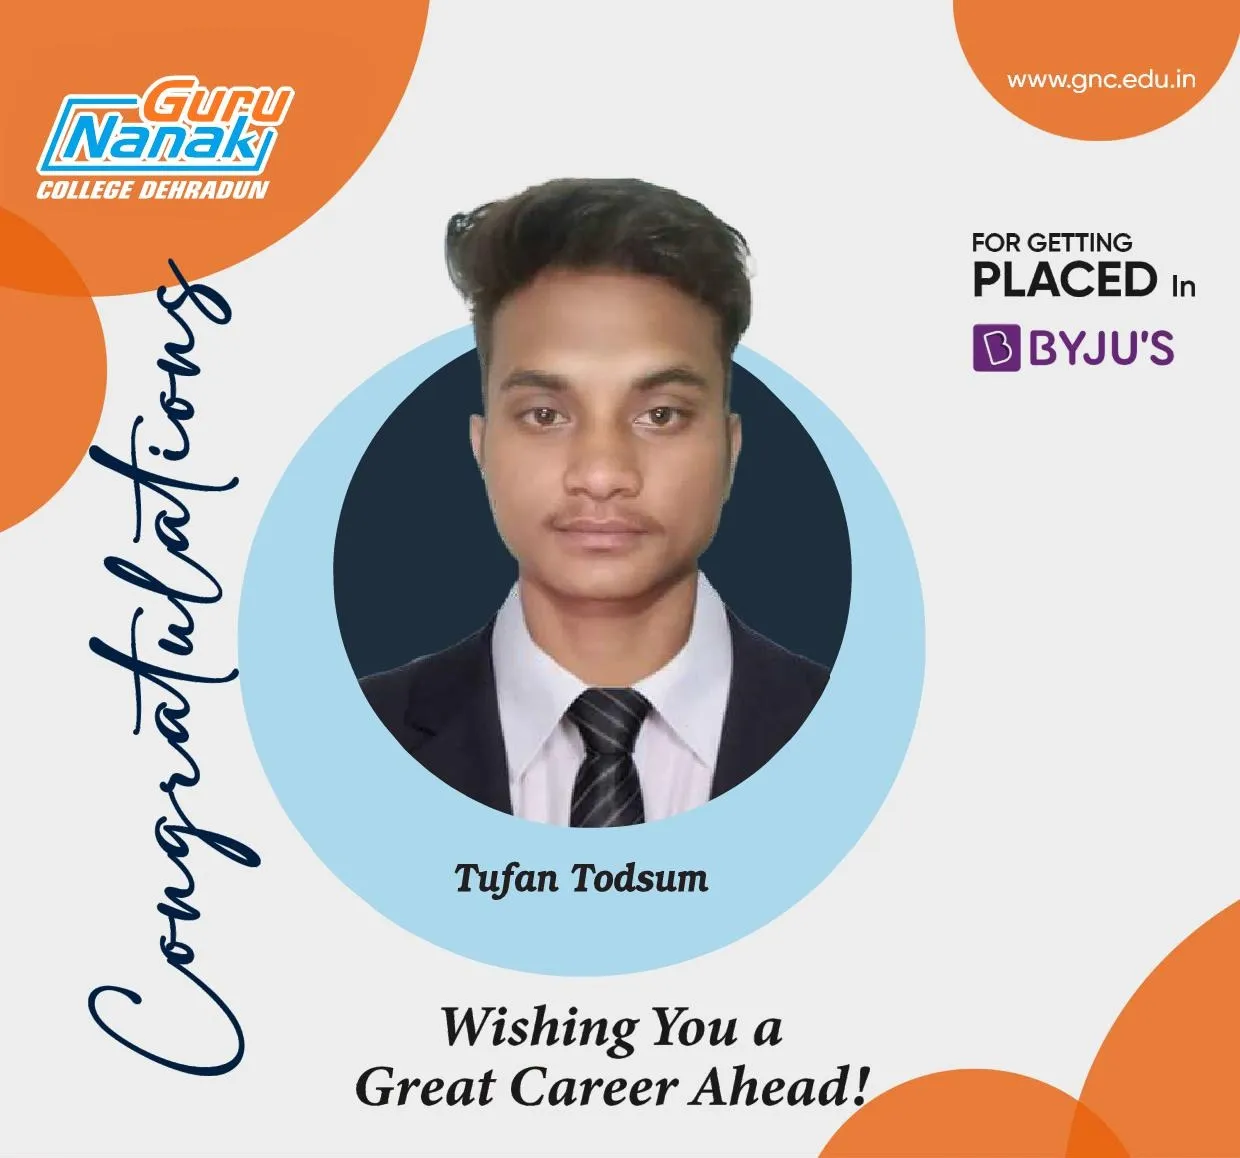 Guru
Nanak
COLLEGE DEHRADUN
www.gnc.edu.in
Congratulations
FOR GETTING
PLACED In
BYJU'S
Tufan Todsum
Wishing You a
Great Career Ahead!